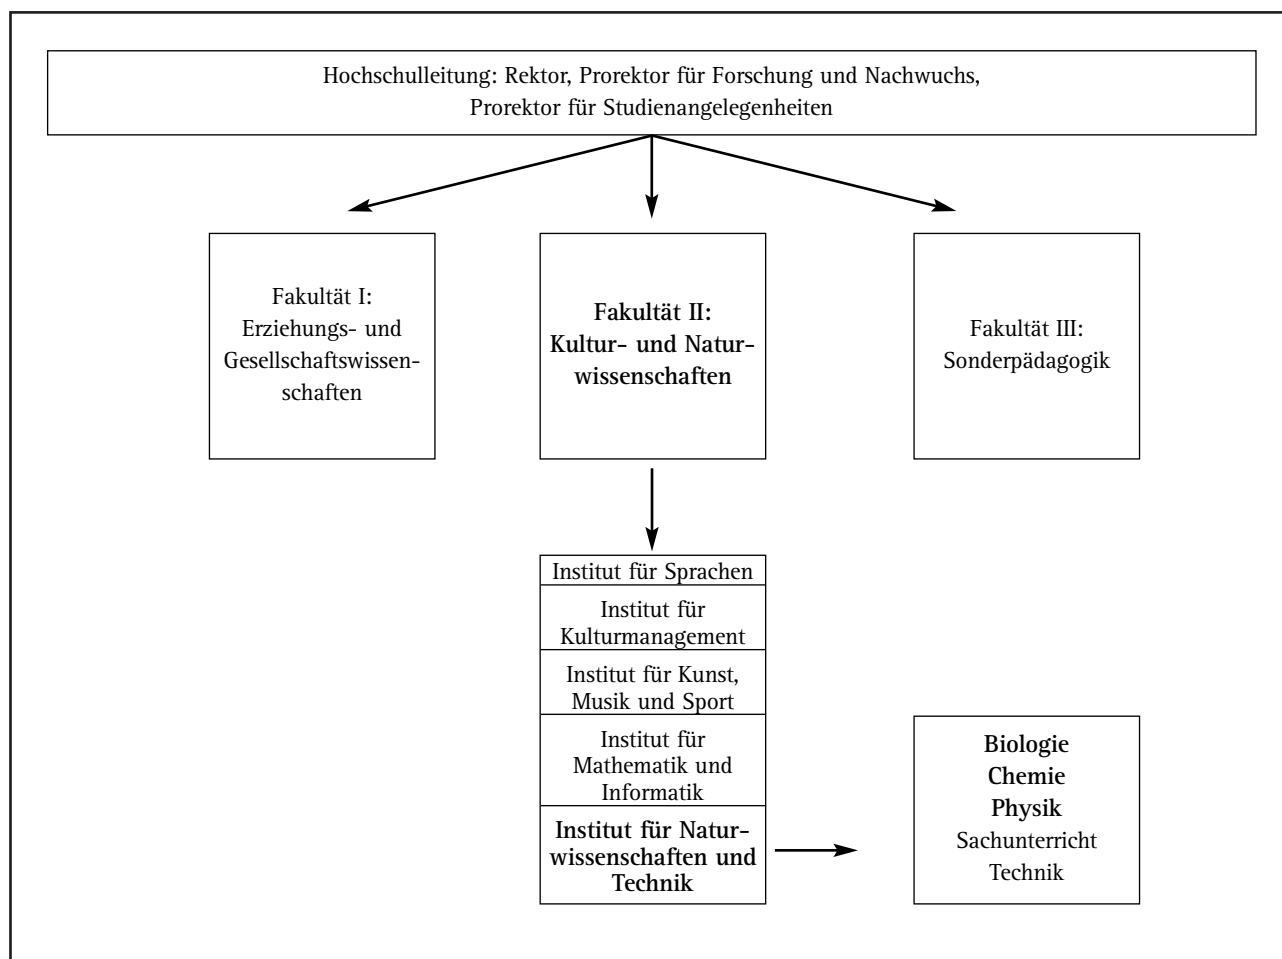 Hochschulleitung: Rektor, Prorektor für Forschung und Nachwuchs,
Prorektor für Studienangelegenheiten
Fakultät I:
Erziehungs- und
Gesellschaftswissen-
schaften
Fakultät II:
Kultur- und Natur-
wissenschaften
Fakultät III:
Sonderpädagogik
Institut für Sprachen
Institut für
Kulturmanagement
Institut für Kunst,
Musik und Sport
Institut für
Mathematik und
Informatik
Institut für Natur-
wissenschaften und
Technik
Biologie
Chemie
Physik
Sachunterricht
Technik